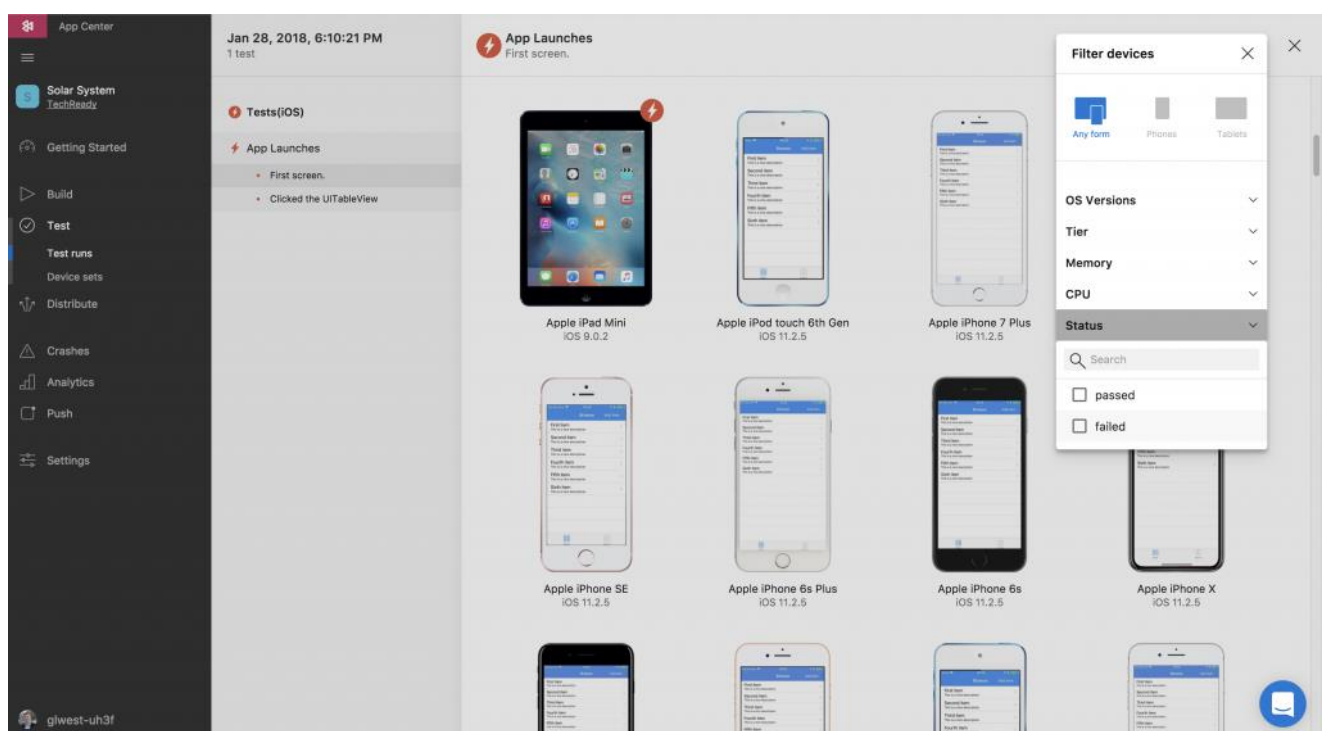 App Center
Solar System
TechReady
Getting Started
Build
Test
Test runs
Device sets
Distribute
Crashes
Analytics
Push
Settings
glwest-uh3f
Jan 28, 2018, 6:10:21 PM
1 test
Tests(iOS)
App Launches
First screen.
Clicked the UITableView
App Launches
First screen.
Apple iPad Mini
iOS 9.0.2
Apple iPod touch 6th Gen
iOS 11.2.5
Apple iPhone 7 Plus
iOS 11.2.5
Apple iPhone SE
iOS 11.2.5
Apple iPhone 6s Plus
iOS 11.2.5
Apple iPhone 6s
iOS 11.2.5
Apple iPhone X
iOS 11.2.5
Filter devices
Any form
Phones
Tablets
OS Versions
Tier
Memory
CPU
Status
Search
passed
failed